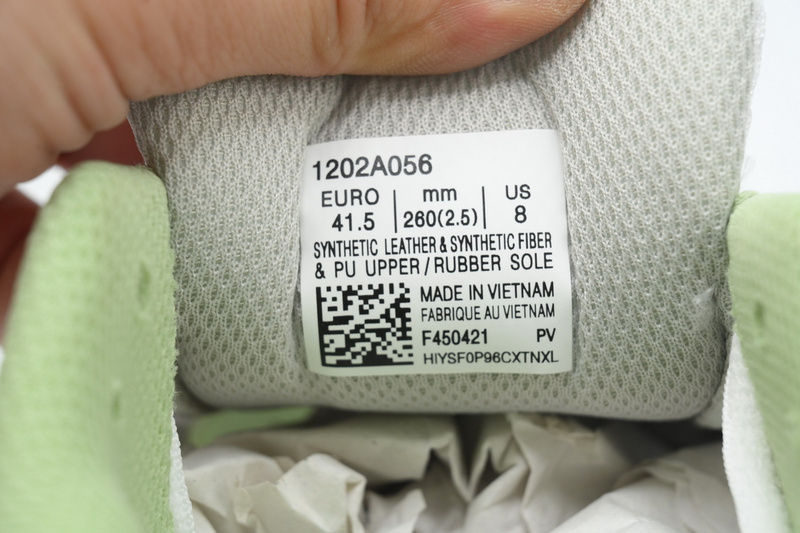 1202A056
EURO | mm | US
41.5 | 260(2.5) | 8
SYNTHETIC LEATHER & SYNTHETIC FIBER
& PU UPPER / RUBBER SOLE
MADE IN VIETNAM
FABRIQUE AU VIETNAM
F450421 PV
HIYSF0P96CXTNXL